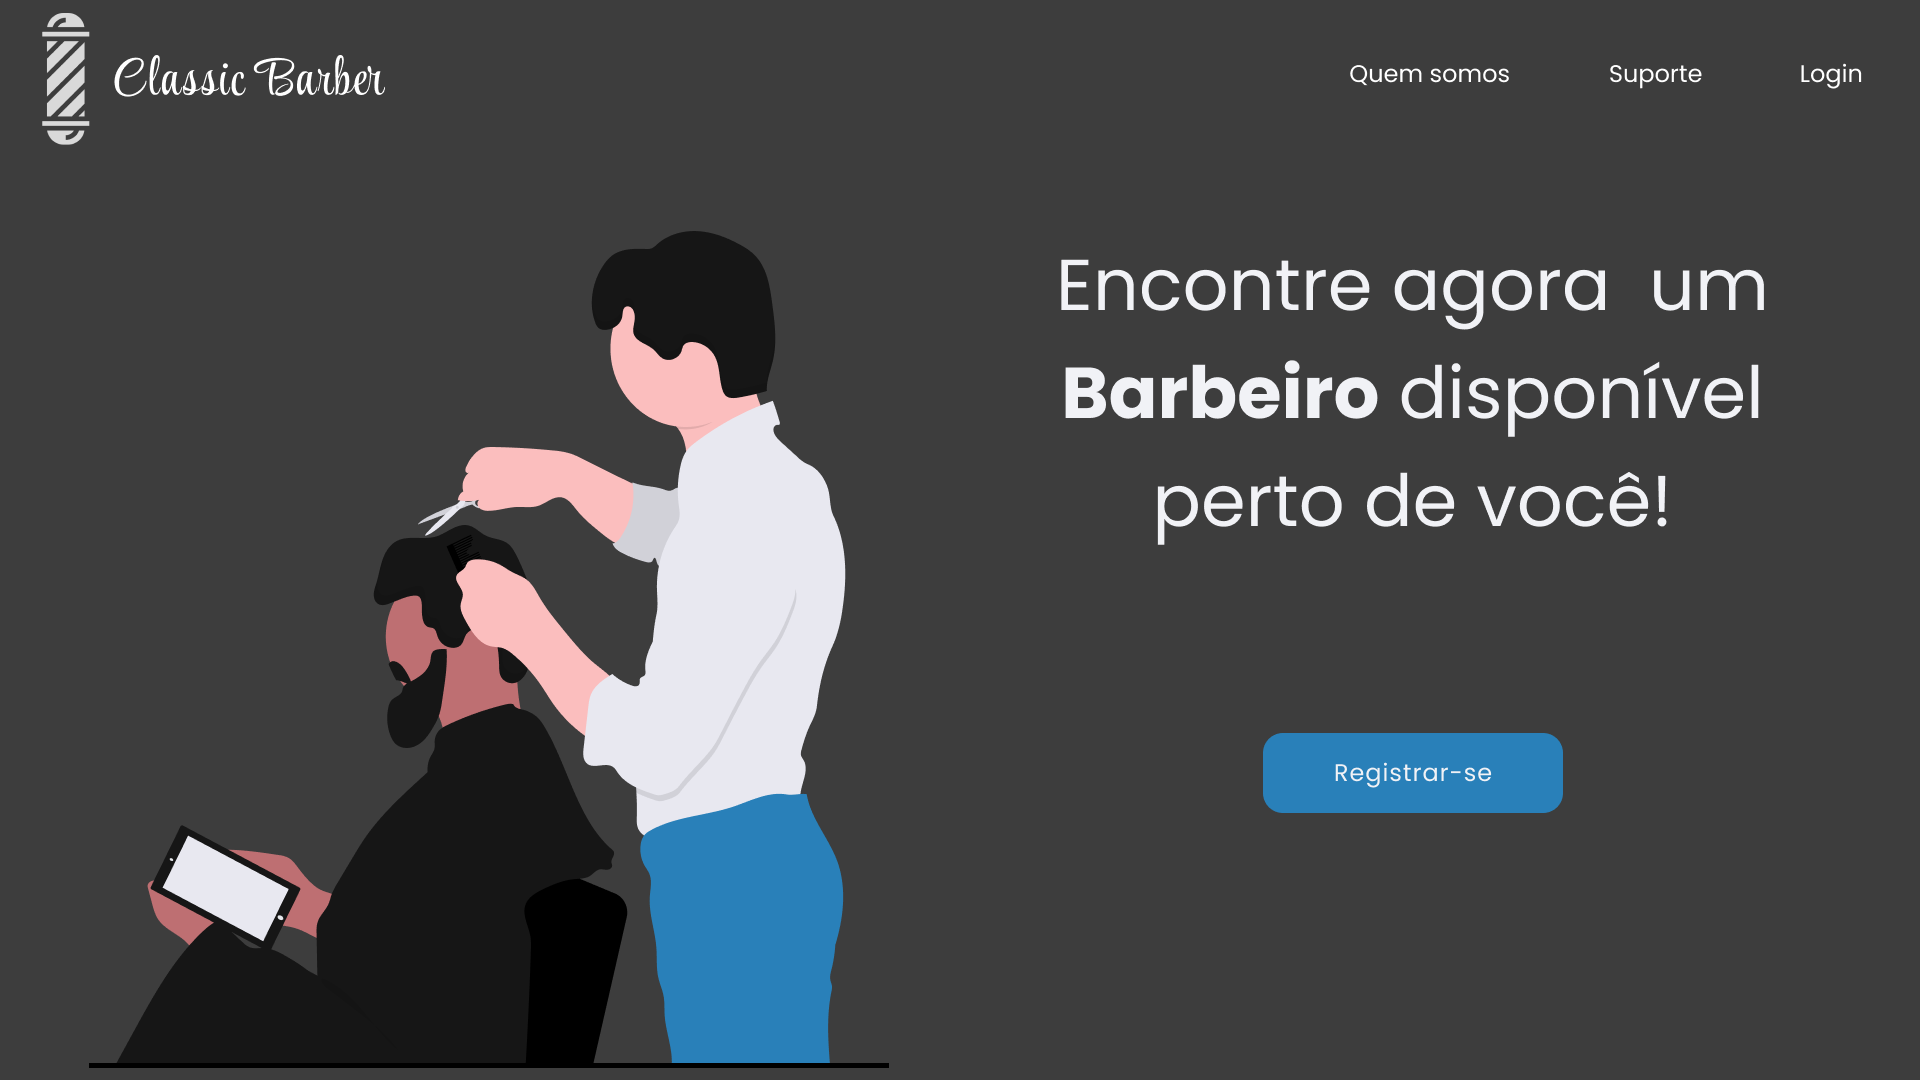 Classic Barber
Quem somos
Suporte
Login
Encontre agora um
Barbeiro disponível
perto de você!
Registrar-se